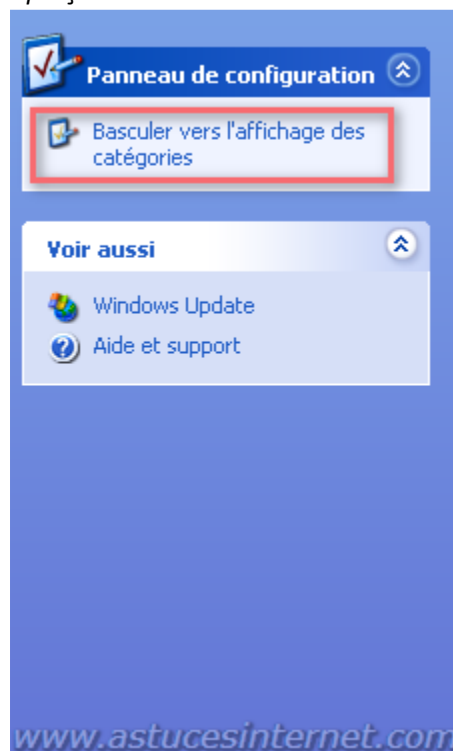 Panneau de configuration
Basculer vers l'affichage des
catégories
Voir aussi
Windows Update
Aide et support
www.astucesinternet.com